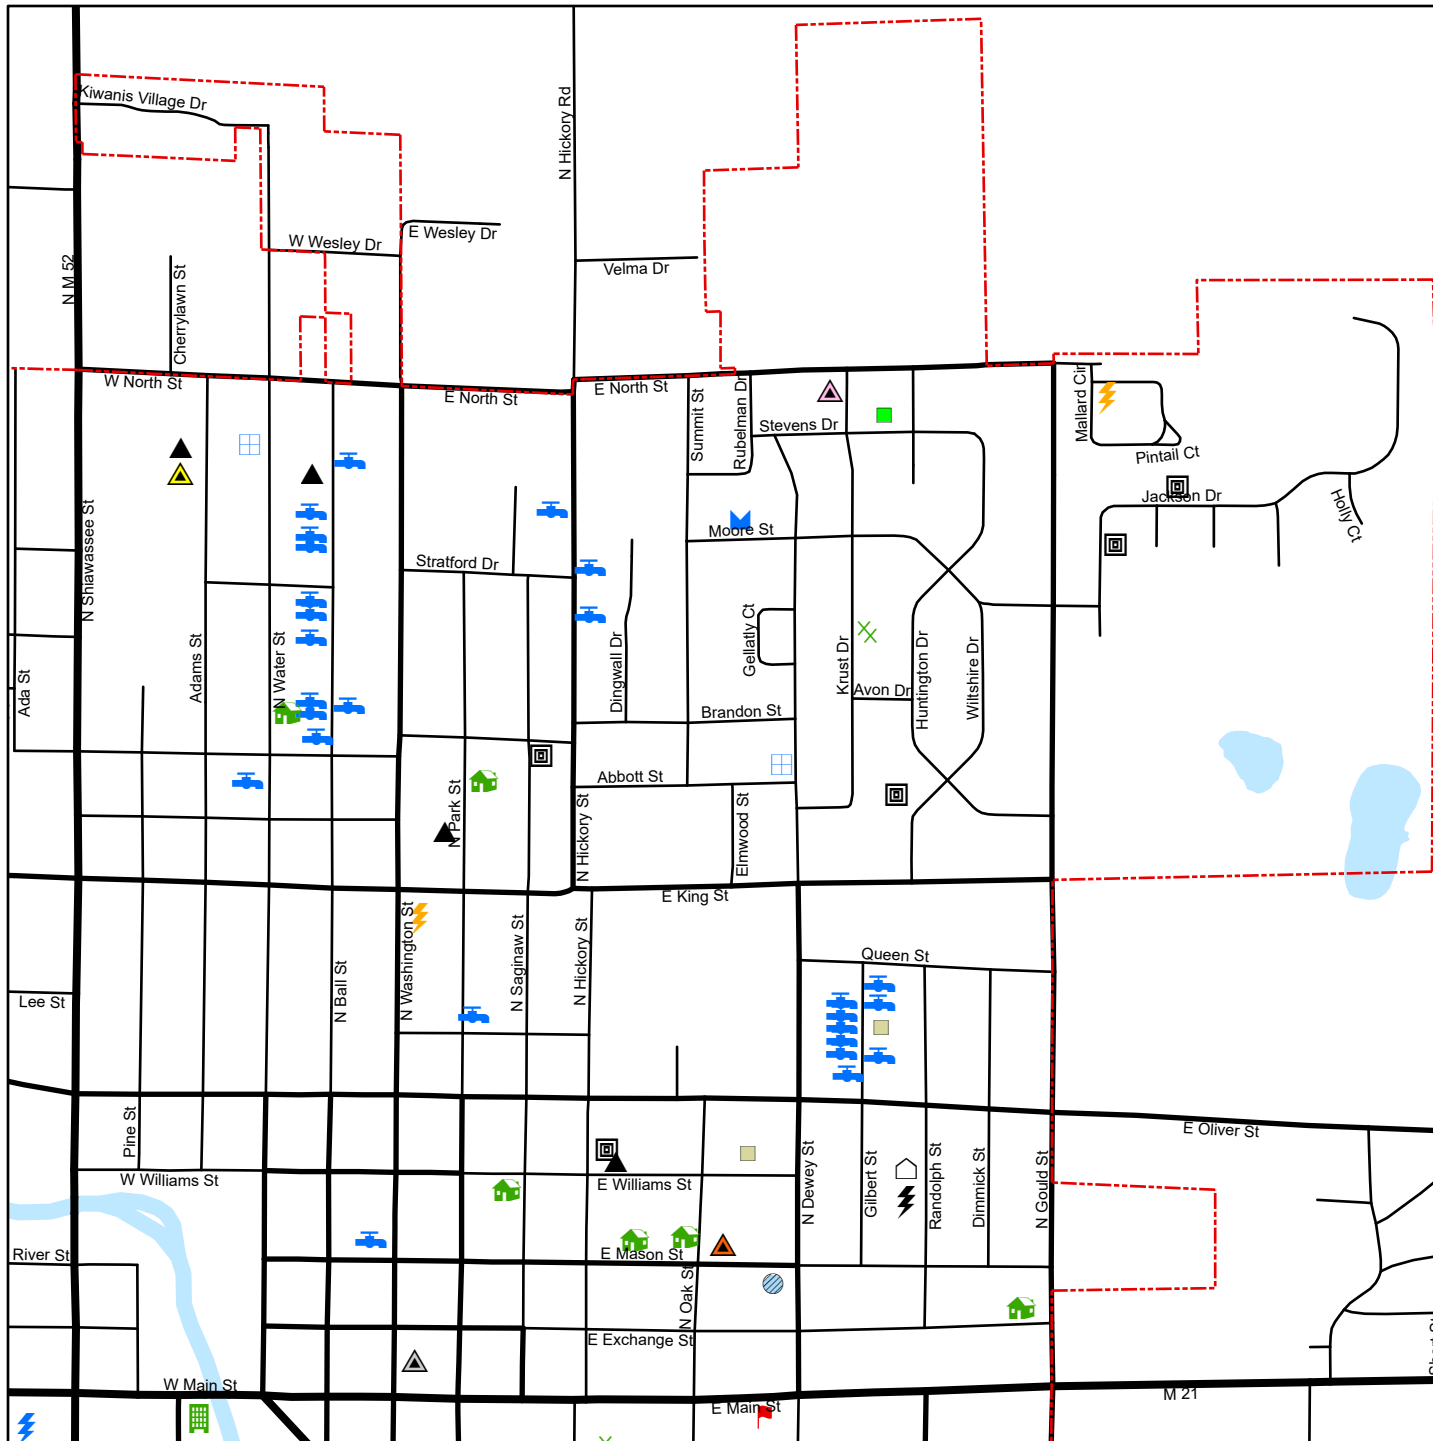 Kiwanis Village Dr
N Hickory Rd
E Wesley Dr
W Wesley Dr
Velma Dr
N M 52
Cherrylawn St
W North St
E North St
E North St
Summit St
Rubelman Dr
Stevens Dr
Mallard Cir
Pintail Ct
Jackson Dr
Holly Ct
N Shiawassee St
Moore St
Stratford Dr
Ada St
Adams St
N Water St
Dingwall Dr
Gellatly Ct
Krust Dr
Avon Dr
Huntington Dr
Wiltshire Dr
Brandon St
Abbott St
N Park St
N Hickory St
Elmwood St
E King St
N Washington St
N Saginaw St
N Hickory St
N Ball St
Queen St
Lee St
Pine St
W Williams St
E Williams St
N Dewey St
Gilbert St
Randolph St
Dimmick St
N Gould St
E Oliver St
River St
E Mason St
N Oak St
E Exchange St
W Main St
E Main St
M 21